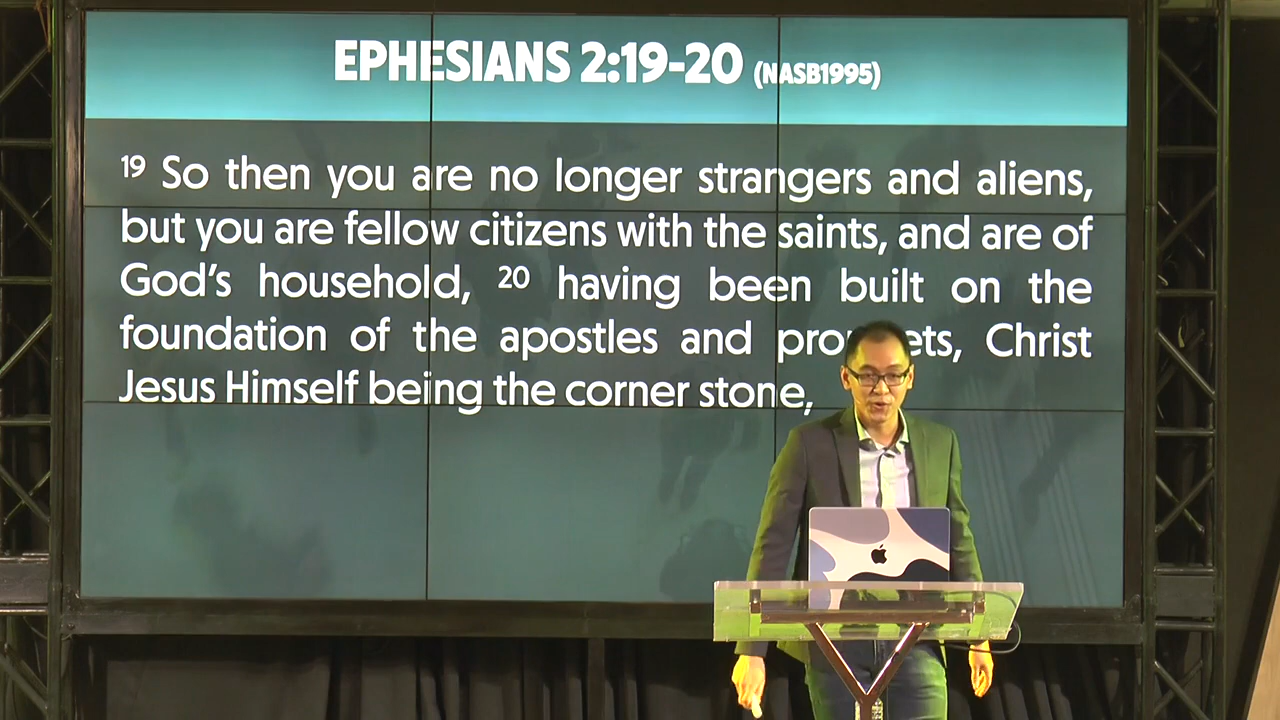 EPHESIANS 2:19-20 (NASB1995)
19 So then you are no longer strangers and aliens,
but you are fellow citizens with the saints, and are of
God's household, 20 having been built on the
foundation of the apostles and Christ
Jesus Himself being the corner stone,